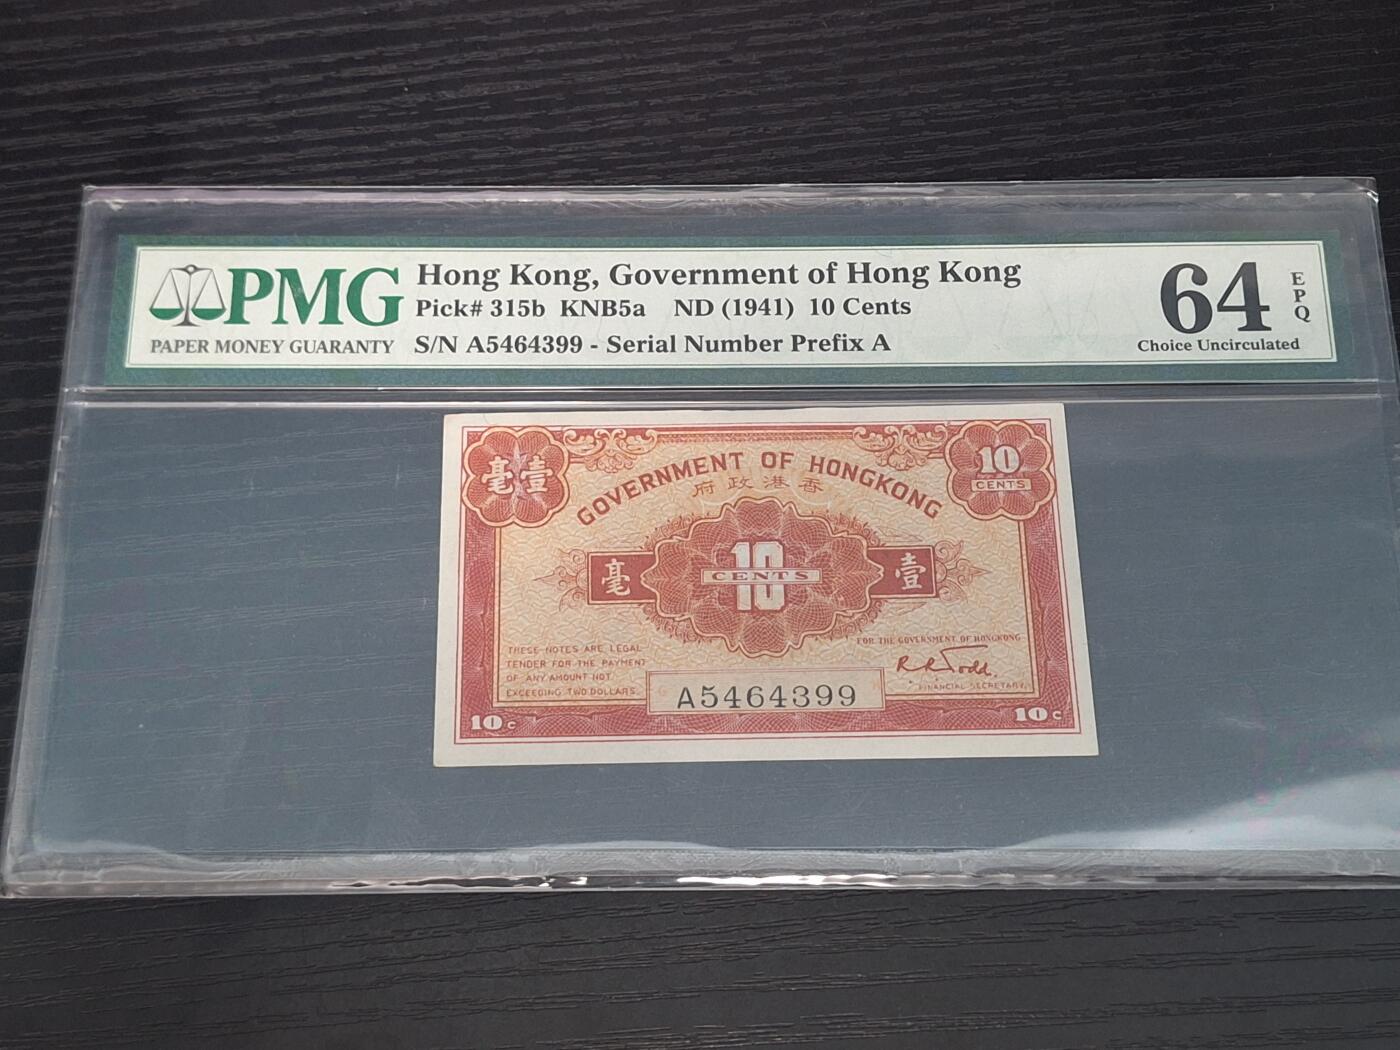 PMG
PAPER MONEY GUARANTY
Hong Kong, Government of Hong Kong
Pick# 315b KNB5a ND (1941) 10 Cents
S/N A5464399 - Serial Number Prefix A
64
EPQ
Choice Uncirculated
毫壹
GOVERNMENT OF HONGKONG
府政港香
10
CENTS
毫
10
CENTS
壹
THESE NOTES ARE LEGAL
TENDER FOR THE PAYMENT
OF ANY AMOUNT NOT
EXCEEDING TWO DOLLARS.
FOR THE GOVERNMENT OF HONGKONG
R R Todd.
FINANCIAL SECRETARY.
A5464399
10 c
10 c